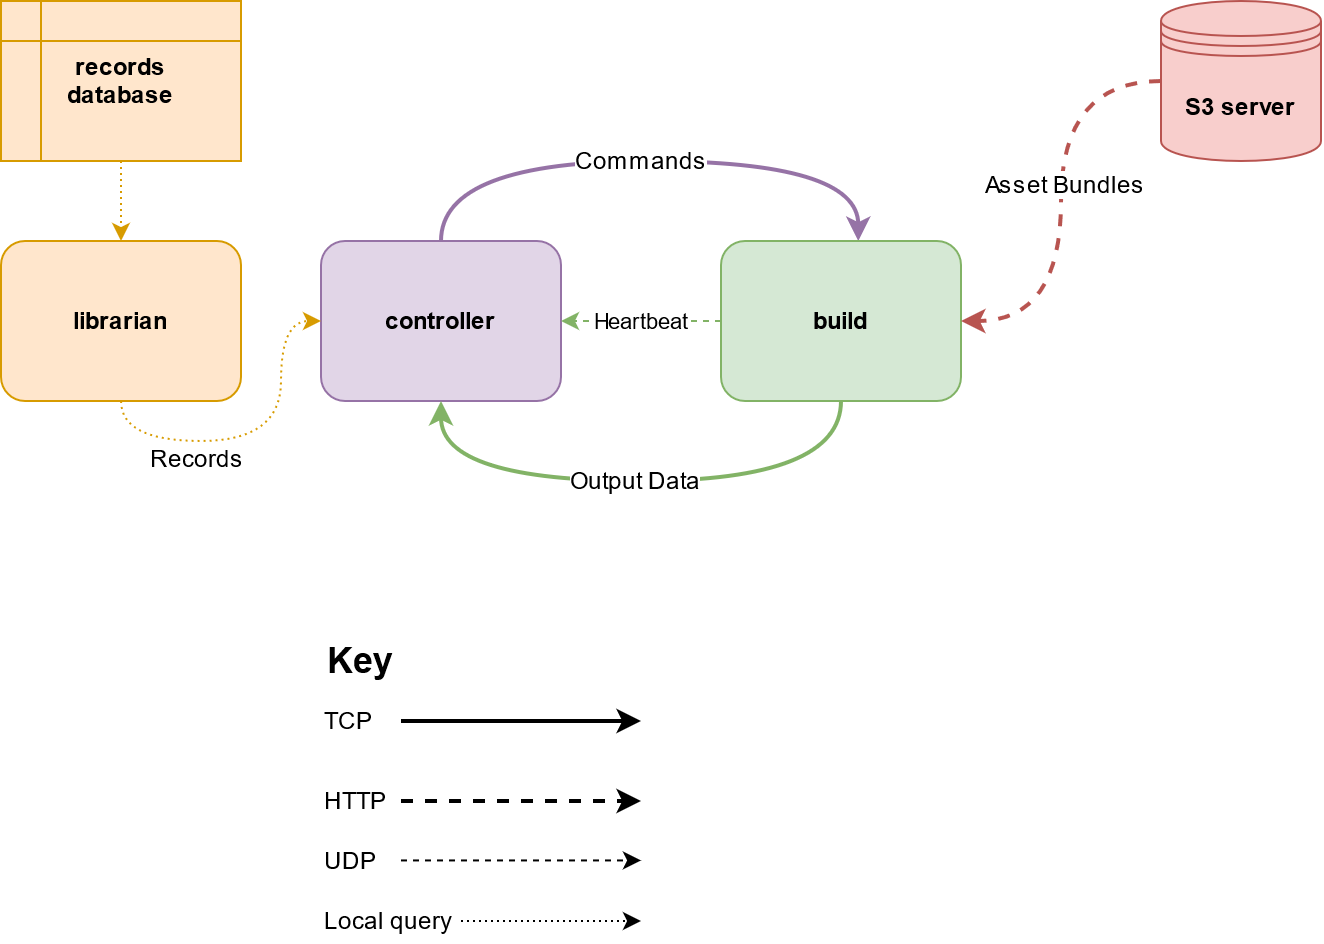 records
database
S3 server
Commands
Asset Bundles
librarian
controller
Heartbeat
build
Records
Output Data
Key
TCP
HTTP
UDP
Local query